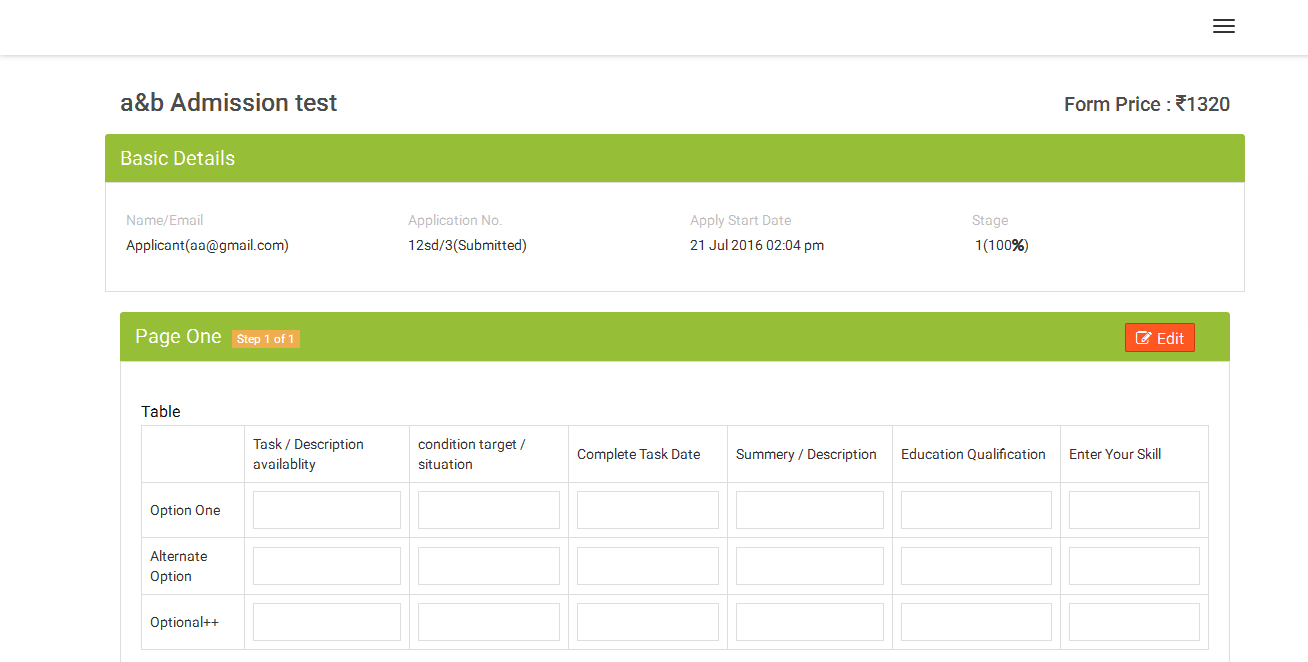 a&b Admission test
Form Price : ₹1320
Basic Details
Name/Email
Application No.
Apply Start Date
Stage
Applicant(aa@gmail.com)
12sd/3(Submitted)
21 Jul 2016 02:04 pm
1(100%)
Page One
Step 1 of 1
Edit
Table
Task / Description
availablity
condition target /
situation
Complete Task Date
Summery / Description
Education Qualification
Enter Your Skill
Option One
Alternate
Option
Optional++